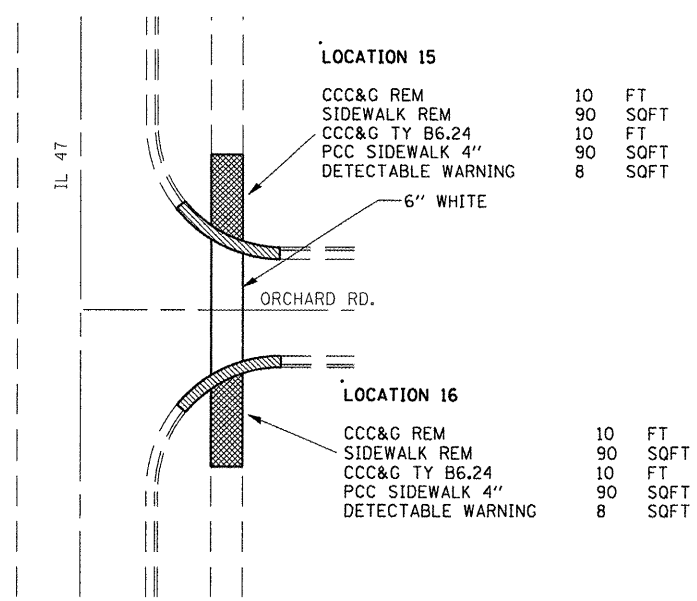 LOCATION 15
CCC&G REM 10 FT
SIDEWALK REM 90 SQFT
CCC&G TY B6.24 10 FT
PCC SIDEWALK 4" 90 SQFT
DETECTABLE WARNING 8 SQFT
6" WHITE
IL 47
ORCHARD RD.
LOCATION 16
CCC&G REM 10 FT
SIDEWALK REM 90 SQFT
CCC&G TY B6.24 10 FT
PCC SIDEWALK 4" 90 SQFT
DETECTABLE WARNING 8 SQFT